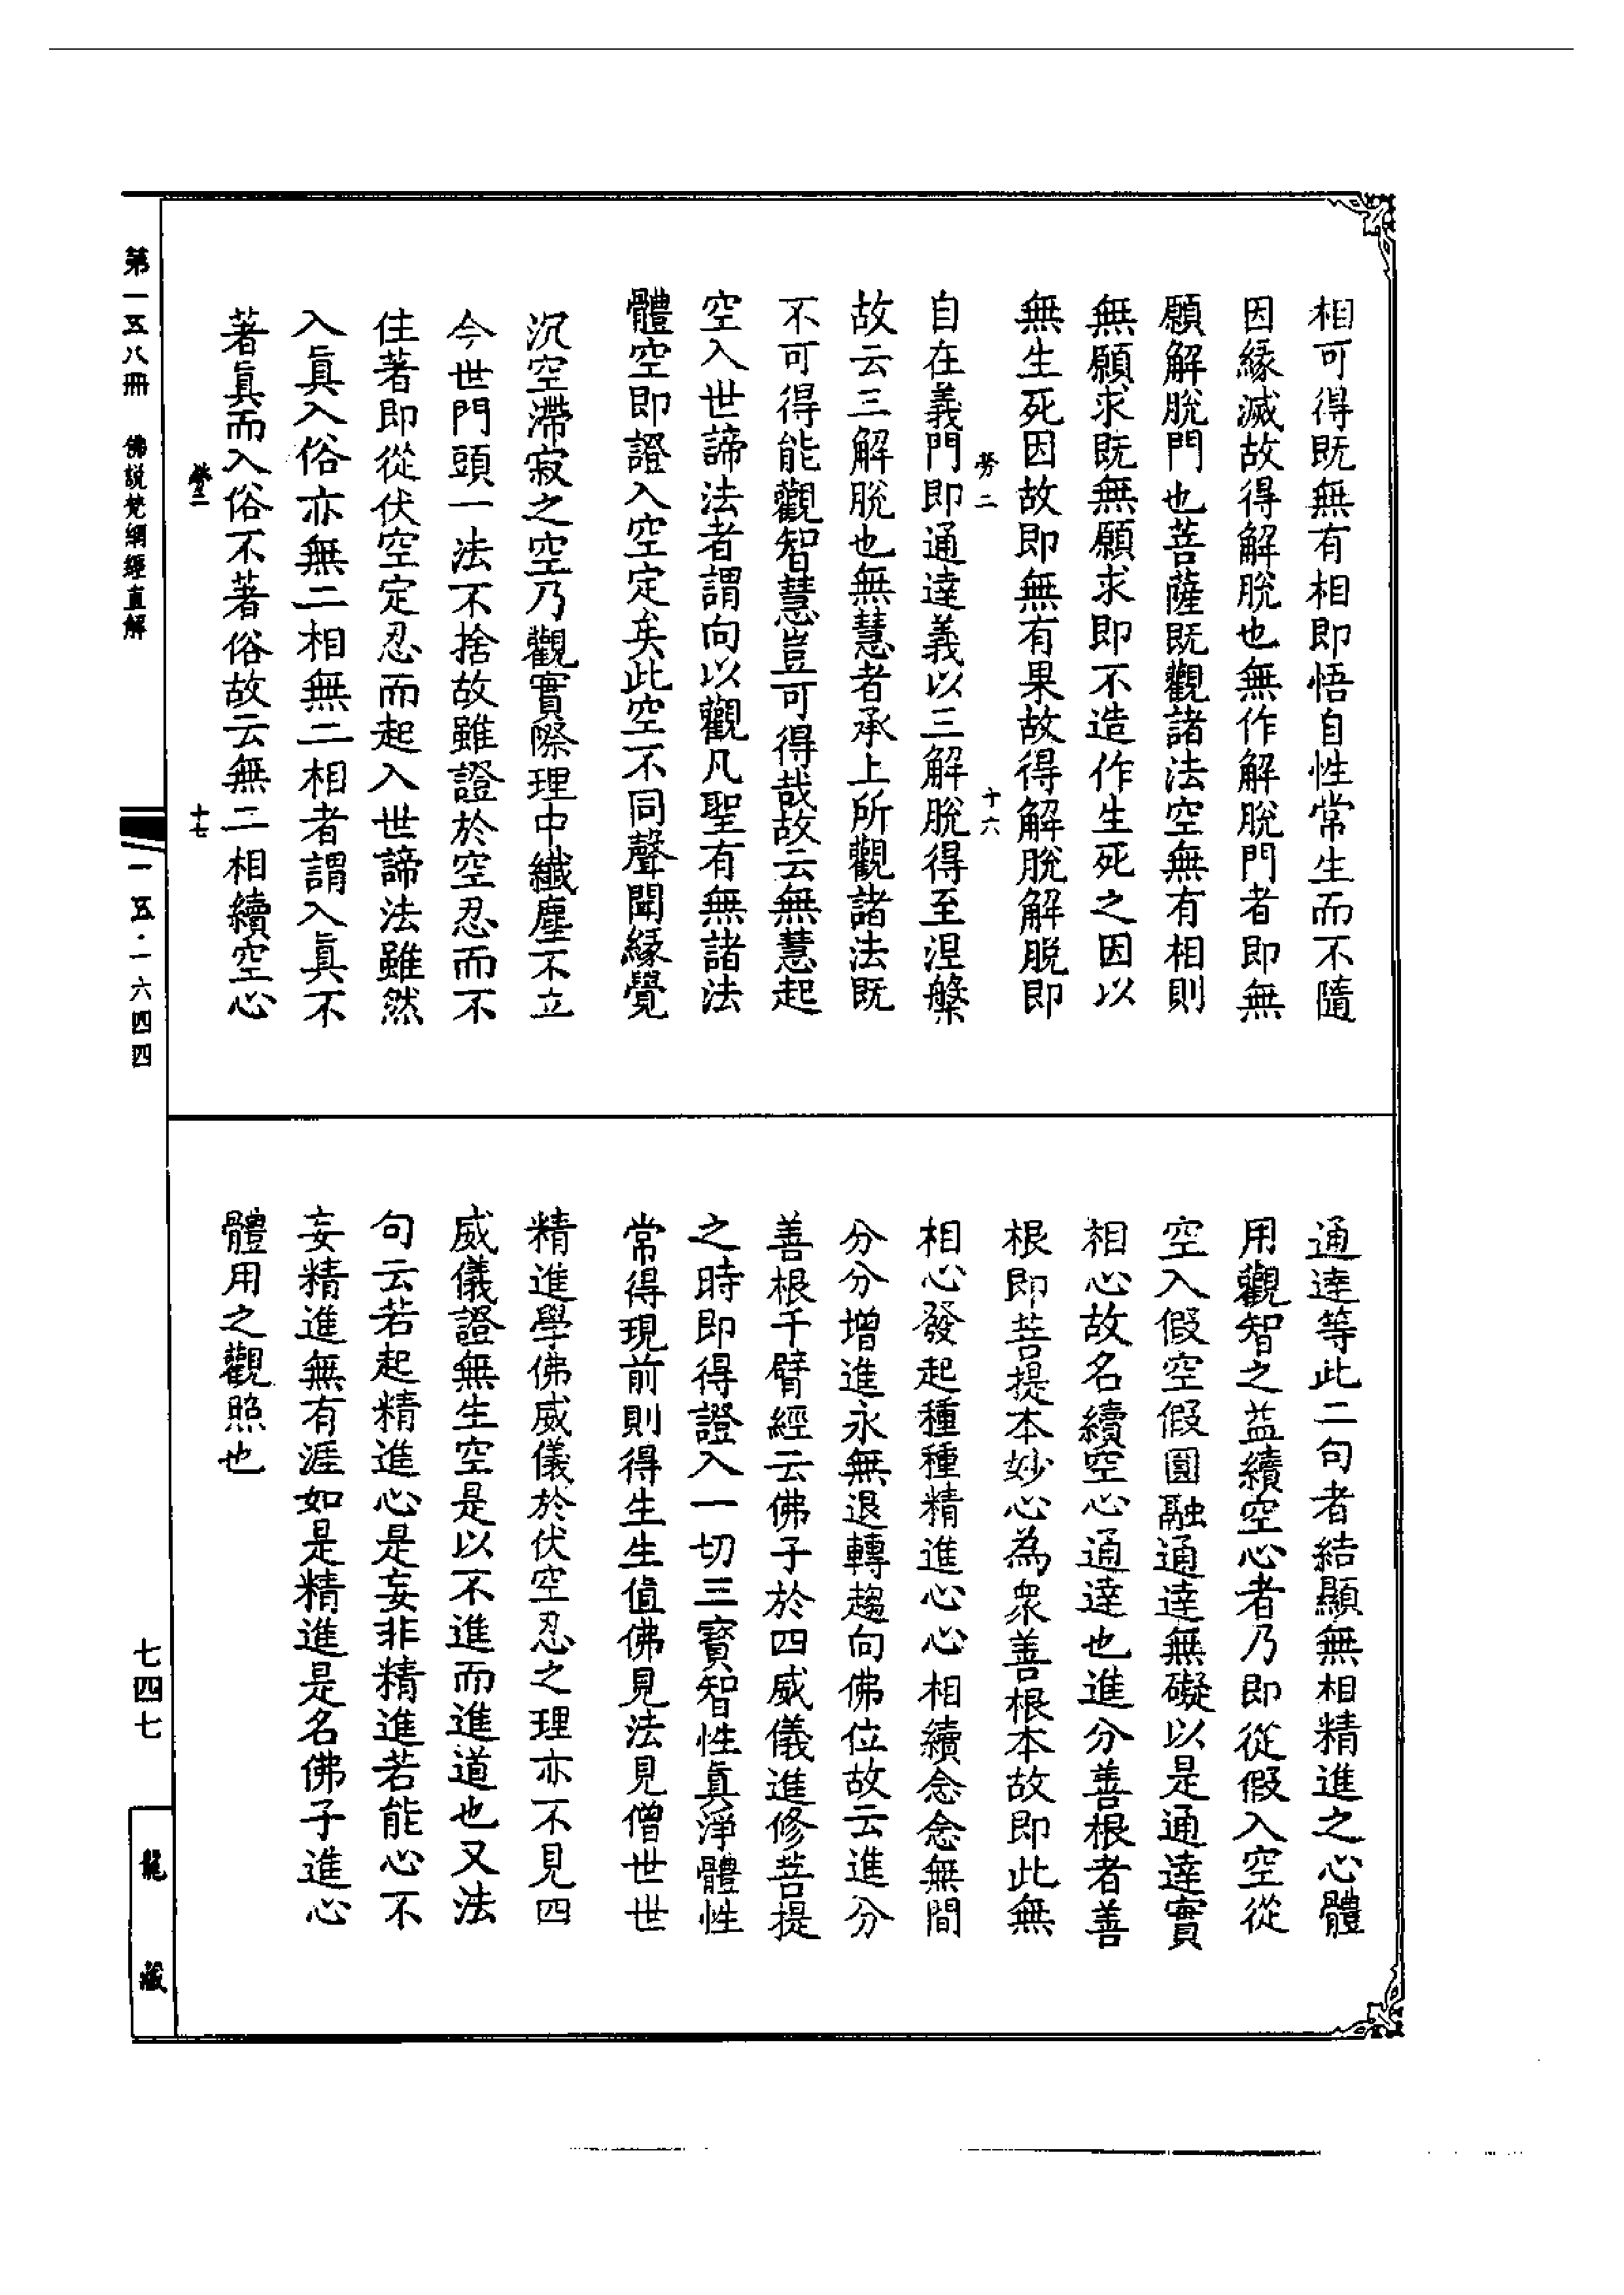 相可得既無有相即悟自性常生而不隨
因緣滅故得解脫也無作解脫門者即無
願解脫門也菩薩既觀諸法空無有相則
無願求既無願求即不造作生死之因以
無生死因故即無有果故得解脫解脫即
勞二
十六
自在義門即通達義以三解脫得至涅槃
故云三解脫也無慧者承上所觀諸法既
不可得能觀智慧豈可得哉故云無慧起
空入世諦法者謂向以觀凡聖有無諸法
體空即證入空定矣此空不同聲聞緣覺
沉空滯寂之空乃觀實際理中纖塵不立
今世門頭一法不捨故雖證於空忍而不
住著即從伏空定忍而起入世諦法雖然
入眞入俗亦無二相無二相者謂入眞不
著眞而入俗不著俗故云無二相續空心
勞二
十七
通達等此二句者結顯無相精進之心體
用觀智之益續空心者乃即從假入空從
空入假空假圓融通達無礙以是通達實
相心故名續空心通達也進分善根者善
根即菩提本妙心為衆善根本故即此無
相心發起種種精進心心相續念念無間
分分增進永無退轉趨向佛位故云進分
善根千臂經云佛子於四威儀進修菩提
之時即得證入一切三寶智性眞淨體性
常得現前則得生生值佛見法見僧世世
精進學佛威儀於伏空忍之理亦不見四
威儀證無生空是以不進而進道也又法
句云若起精進心是妄非精進若能心不
妄精進無有涯如是精進是名佛子進心
體用之觀照也
第一五八冊 佛說梵網經直解
一五·一六四四
七四七
龍藏